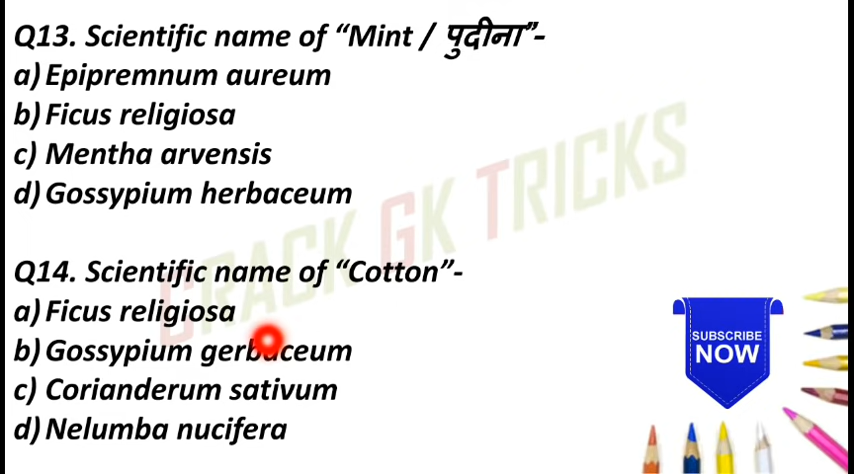 Q13. Scientific name of “Mint / पुदीना”-
a) Epipremnum aureum
b) Ficus religiosa
c) Mentha arvensis
d) Gossypium herbaceum
Q14. Scientific name of “Cotton”-
a) Ficus religiosa
b) Gossypium gerbaceum
c) Corianderum sativum
d) Nelumba nucifera
CRACK GK TRICKS
SUBSCRIBE
NOW